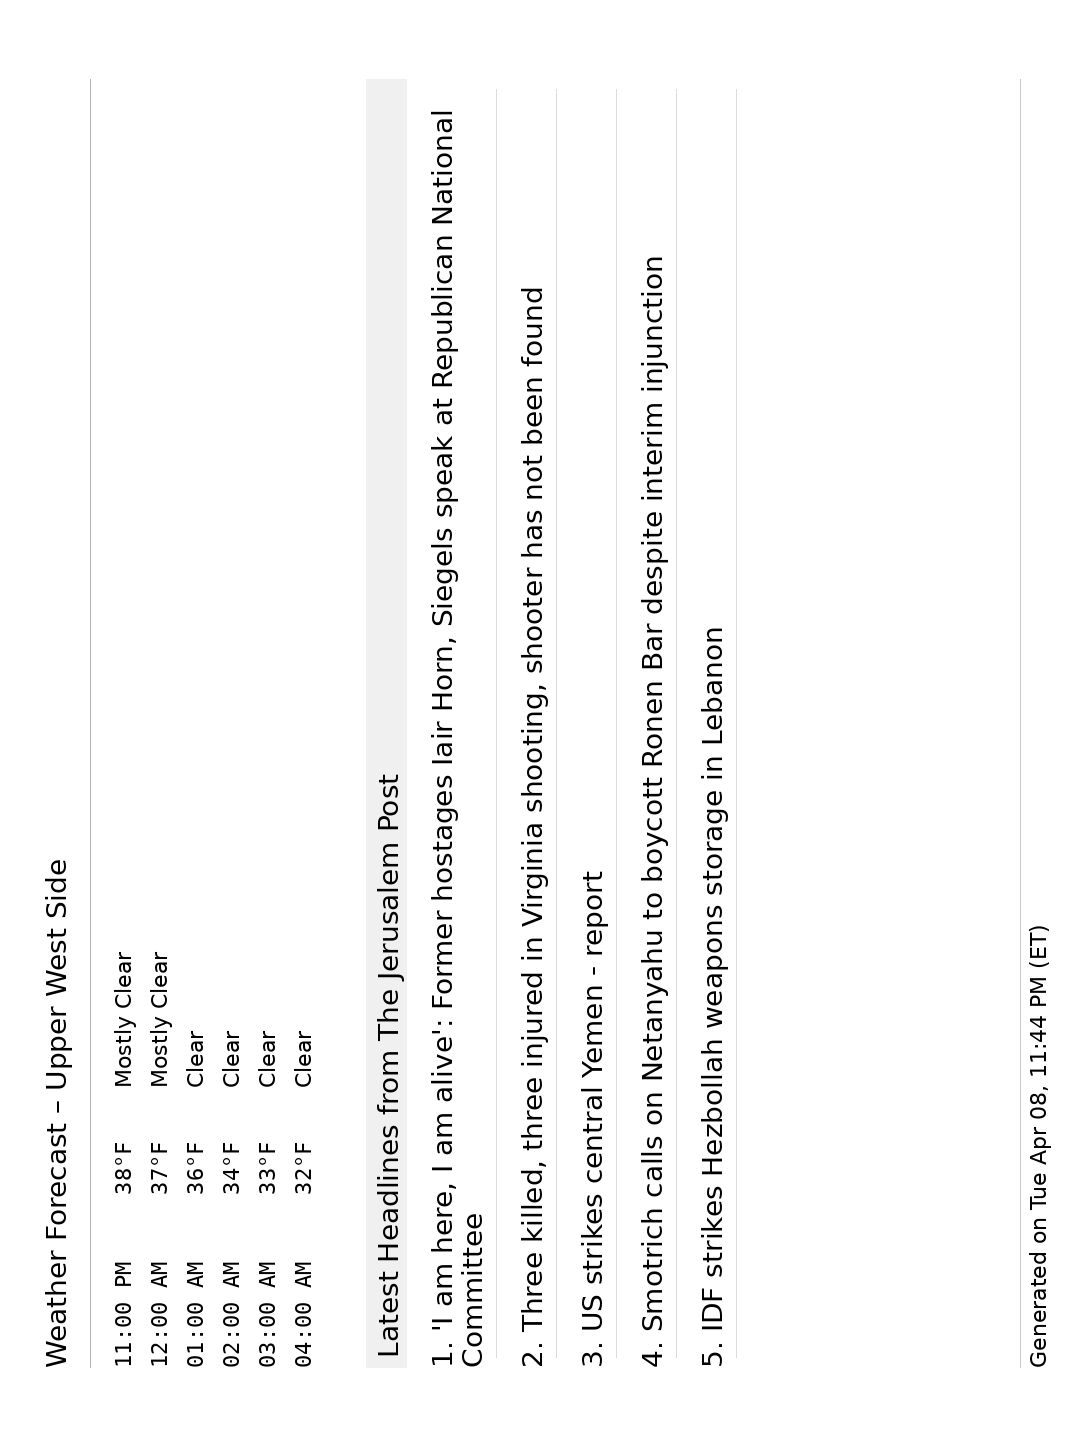 Weather Forecast – Upper West Side
11:00 PM 38°F Mostly Clear
12:00 AM 37°F Mostly Clear
01:00 AM 36°F Clear
02:00 AM 34°F Clear
03:00 AM 33°F Clear
04:00 AM 32°F Clear
Latest Headlines from The Jerusalem Post
1. 'I am here, I am alive': Former hostages Iair Horn, Siegels speak at Republican National
Committee
2. Three killed, three injured in Virginia shooting, shooter has not been found
3. US strikes central Yemen - report
4. Smotrich calls on Netanyahu to boycott Ronen Bar despite interim injunction
5. IDF strikes Hezbollah weapons storage in Lebanon
Generated on Tue Apr 08, 11:44 PM (ET)